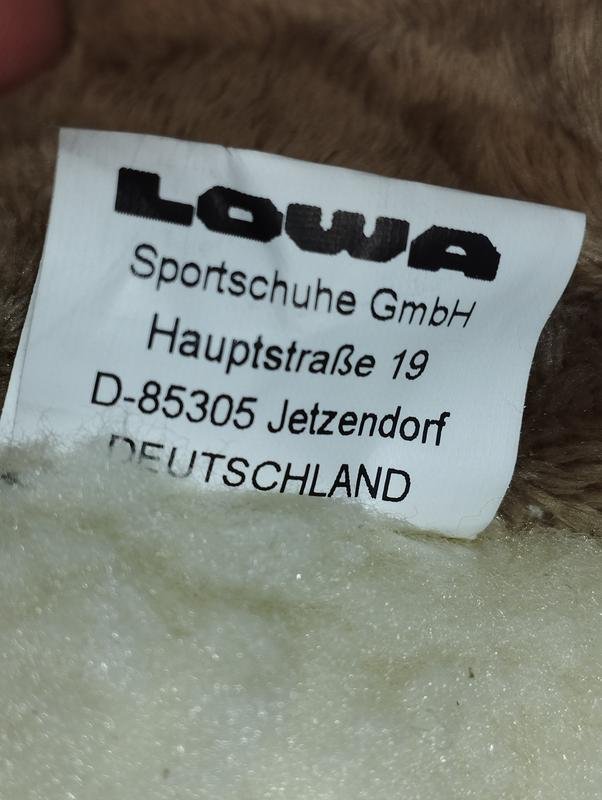 LOWA
Sportschuhe GmbH
Hauptstraße 19
D-85305 Jetzendorf
DEUTSCHLAND